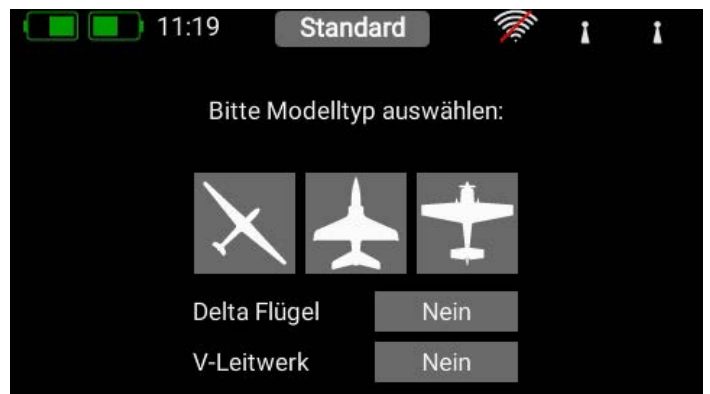 11:19 Standard
Bitte Modelltyp auswählen:
Delta Flügel Nein
V-Leitwerk Nein